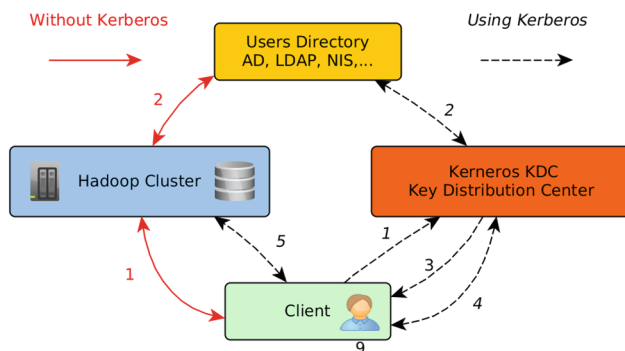 Without Kerberos
Using Kerberos
Users Directory
AD, LDAP, NIS,...
2
2
Hadoop Cluster
Kerneros KDC
Key Distribution Center
5
1
3
1
4
Client
9